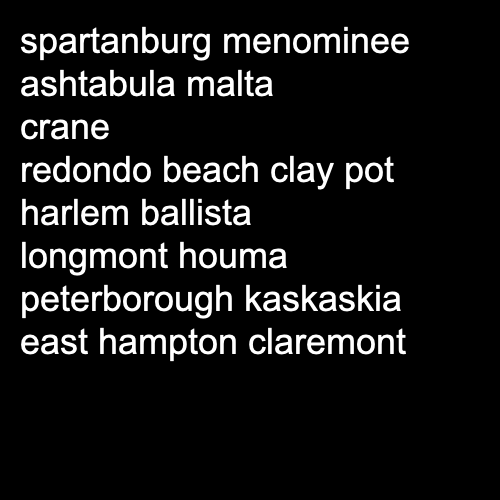 spartanburg menominee
ashtabula malta
crane
redondo beach clay pot
harlem ballista
longmont houma
peterborough kaskaskia
east hampton claremont